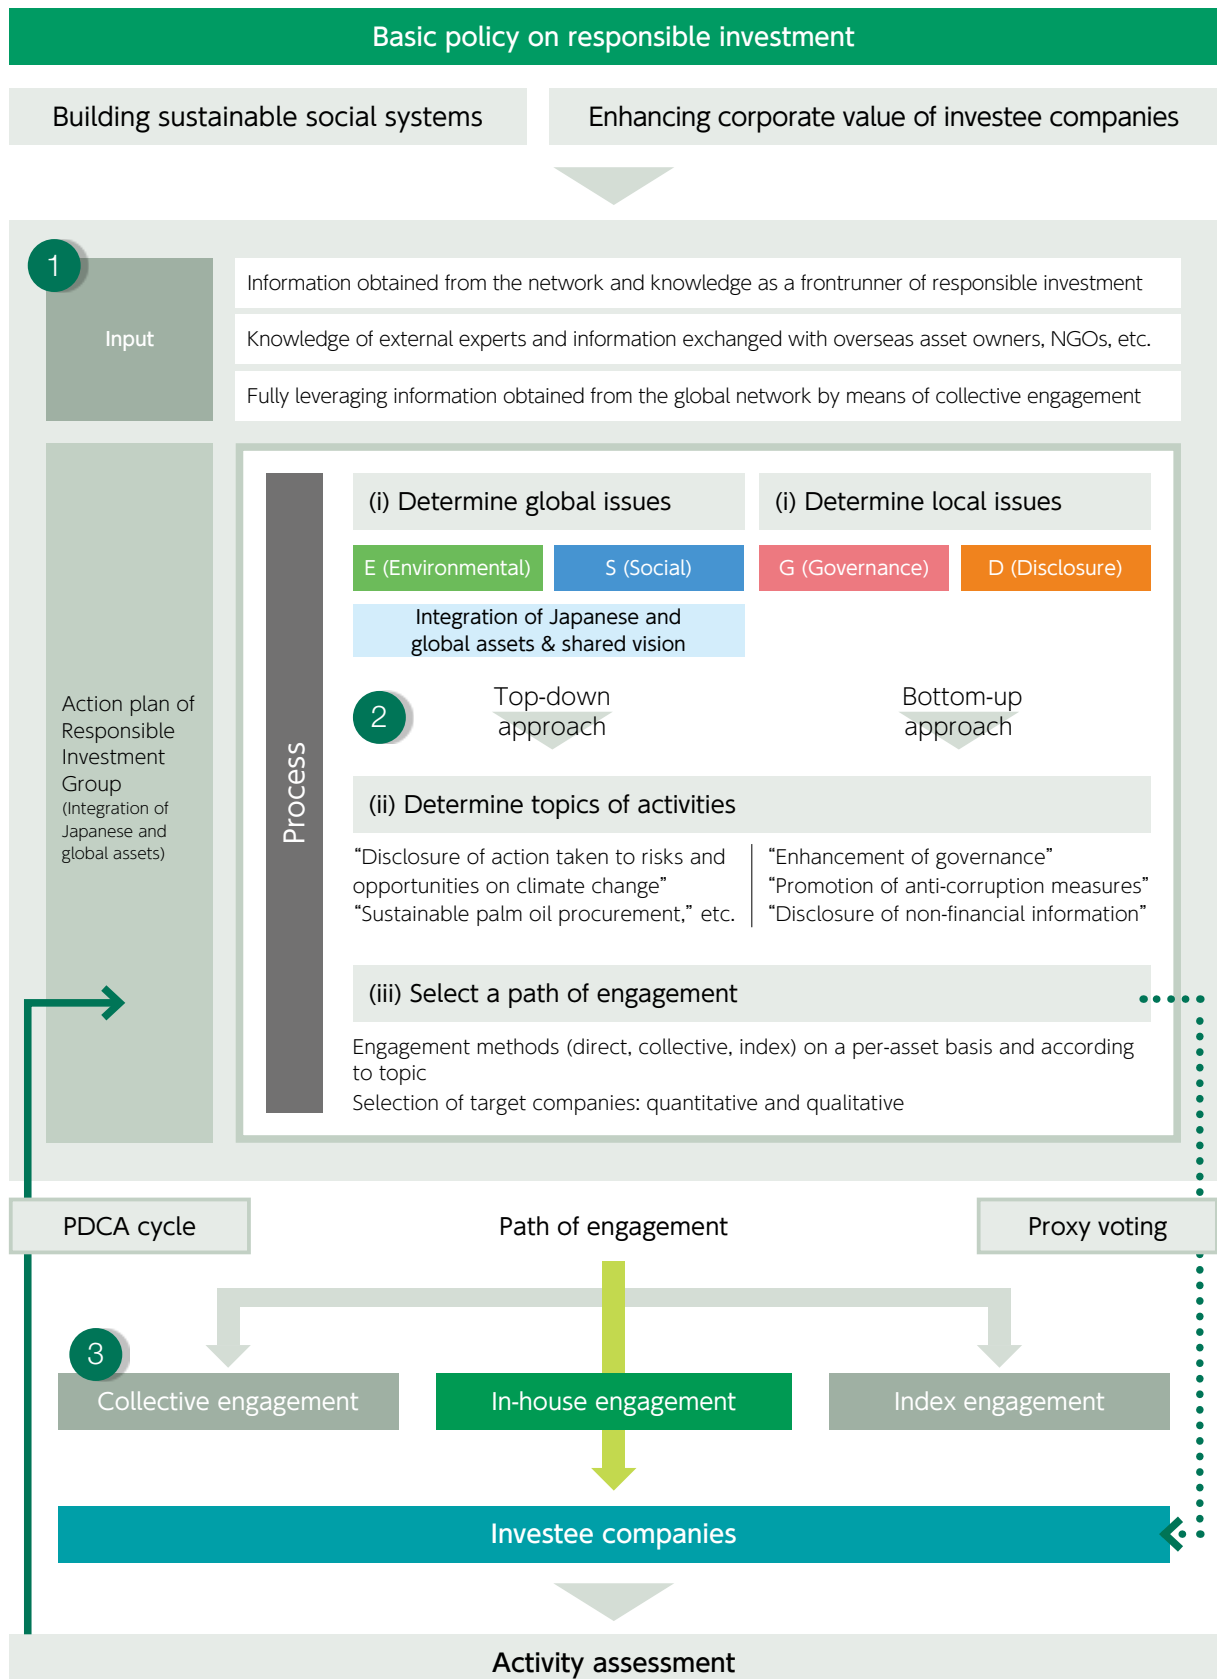 Basic policy on responsible investment
Building sustainable social systems
Enhancing corporate value of investee companies
1
Input
Information obtained from the network and knowledge as a frontrunner of responsible investment
Knowledge of external experts and information exchanged with overseas asset owners, NGOs, etc.
Fully leveraging information obtained from the global network by means of collective engagement
Action plan of
Responsible
Investment
Group
(Integration of
Japanese and
global assets)
Process
(i) Determine global issues
(i) Determine local issues
E (Environmental)
S (Social)
G (Governance)
D (Disclosure)
Integration of Japanese and
global assets & shared vision
2
Top-down
approach
Bottom-up
approach
(ii) Determine topics of activities
“Disclosure of action taken to risks and
opportunities on climate change”
“Sustainable palm oil procurement,” etc.
“Enhancement of governance”
“Promotion of anti-corruption measures”
“Disclosure of non-financial information”
(iii) Select a path of engagement
Engagement methods (direct, collective, index) on a per-asset basis and according
to topic
Selection of target companies: quantitative and qualitative
PDCA cycle
Path of engagement
Proxy voting
3
Collective engagement
In-house engagement
Index engagement
Investee companies
Activity assessment